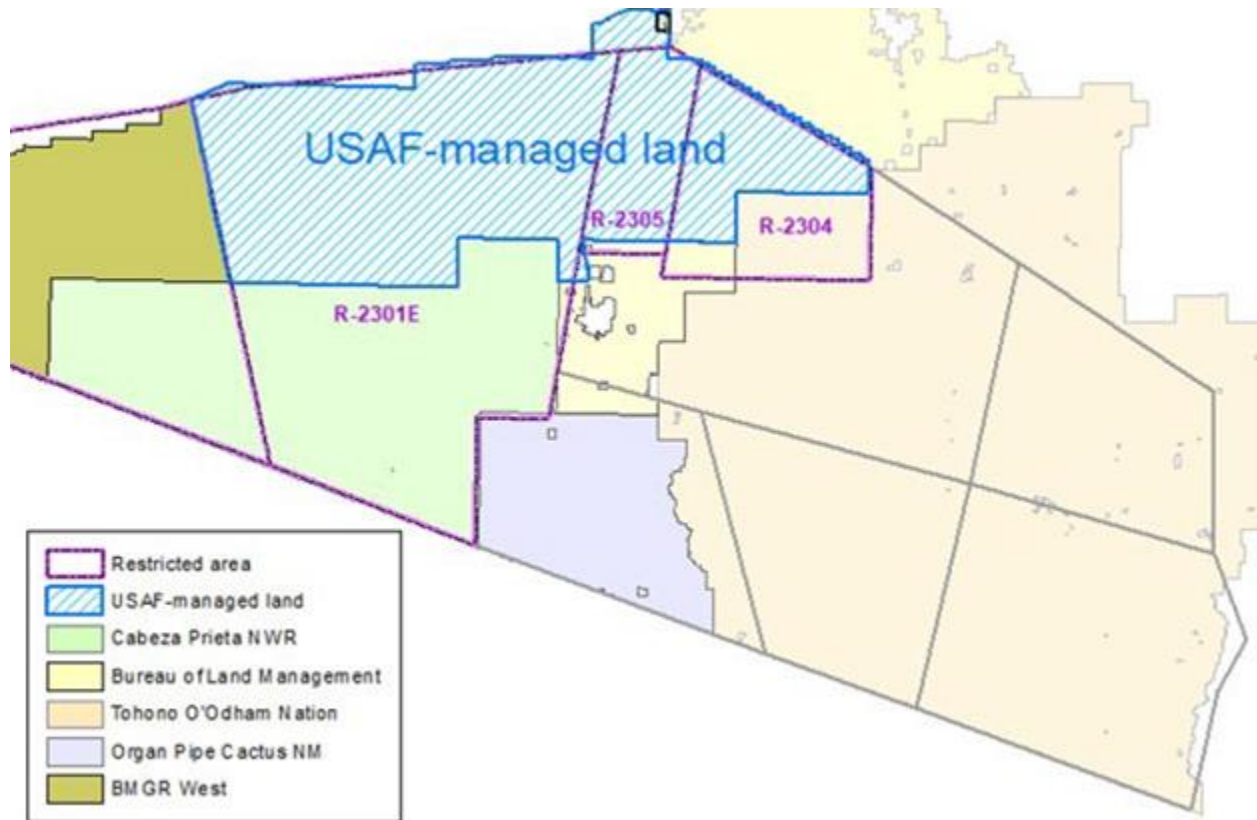 USAF-managed land
R-2305
R-2304
R-2301E
Restricted area
USAF-managed land
Cabeza Prieta NWR
Bureau of Land Management
Tohono O'Odham Nation
Organ Pipe Cactus NM
BMGR West